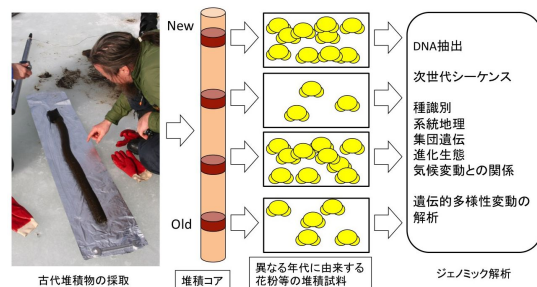 New
Old
古代堆積物の採取
堆積コア
異なる年代に由来する
花粉等の堆積試料
DNA抽出
次世代シーケンス
種識別
系統地理
集団遺伝
進化生態
気候変動との関係
遺伝的多様性変動の
解析
ジェノミック解析